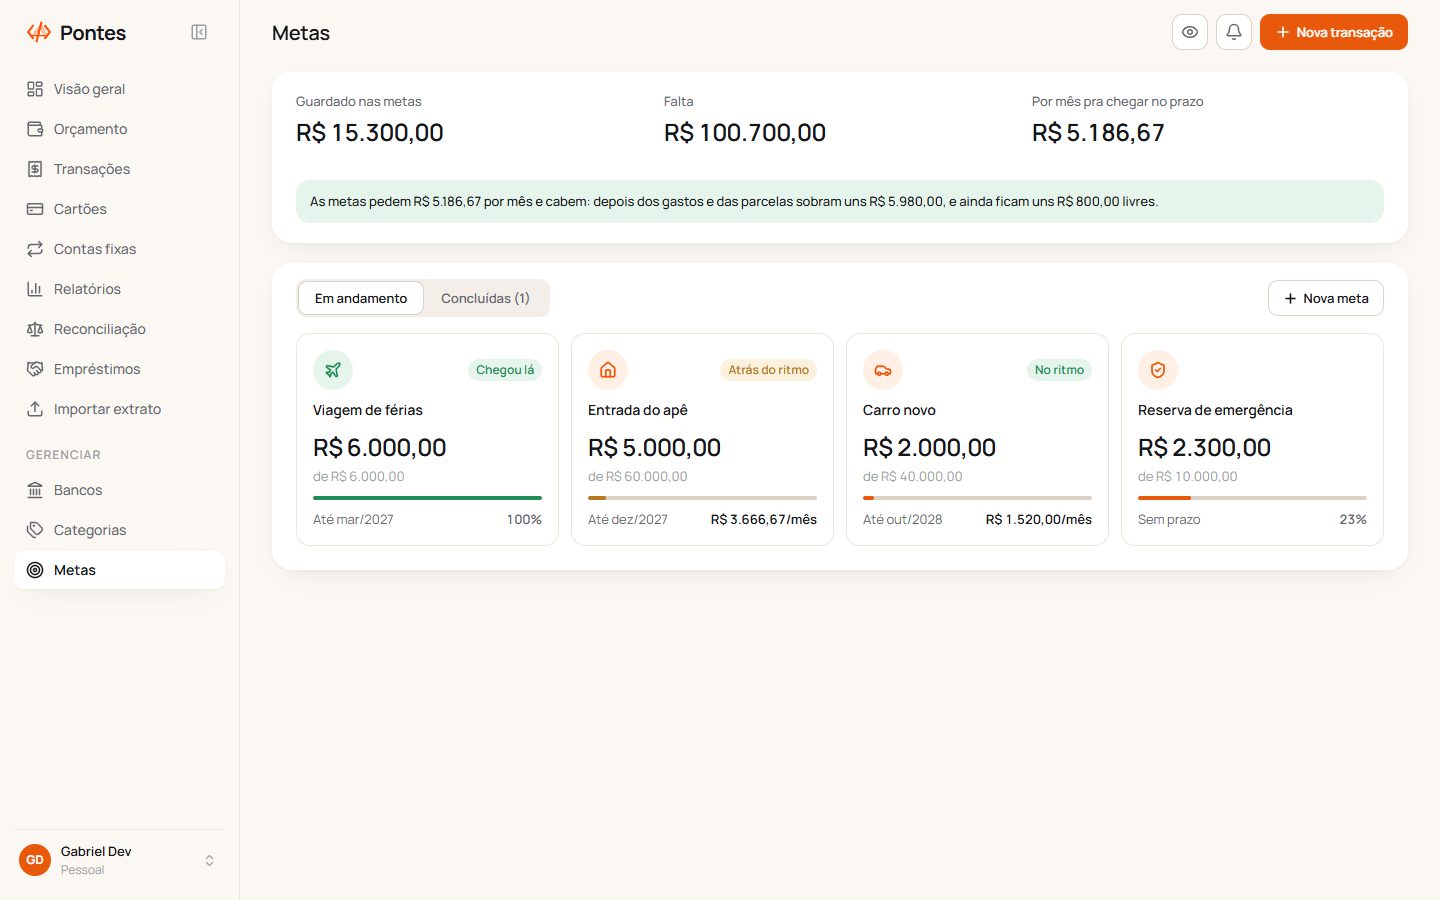 Pontes
Visão geral
Orçamento
Transações
Cartões
Contas fixas
Relatórios
Reconciliação
Empréstimos
Importar extrato
GERENCIAR
Bancos
Categorias
Metas
GD
Gabriel Dev
Pessoal
Metas
Nova transação
Guardado nas metas
R$ 15.300,00
Falta
R$ 100.700,00
Por mês pra chegar no prazo
R$ 5.186,67
As metas pedem R$ 5.186,67 por mês e cabem: depois dos gastos e das parcelas sobram uns R$ 5.980,00, e ainda ficam uns R$ 800,00 livres.
Em andamento
Concluídas (1)
Nova meta
Chegou lá
Viagem de férias
R$ 6.000,00
de R$ 6.000,00
Até mar/2027
100%
Atrás do ritmo
Entrada do apê
R$ 5.000,00
de R$ 60.000,00
Até dez/2027
R$ 3.666,67/mês
No ritmo
Carro novo
R$ 2.000,00
de R$ 40.000,00
Até out/2028
R$ 1.520,00/mês
Reserva de emergência
R$ 2.300,00
de R$ 10.000,00
Sem prazo
23%